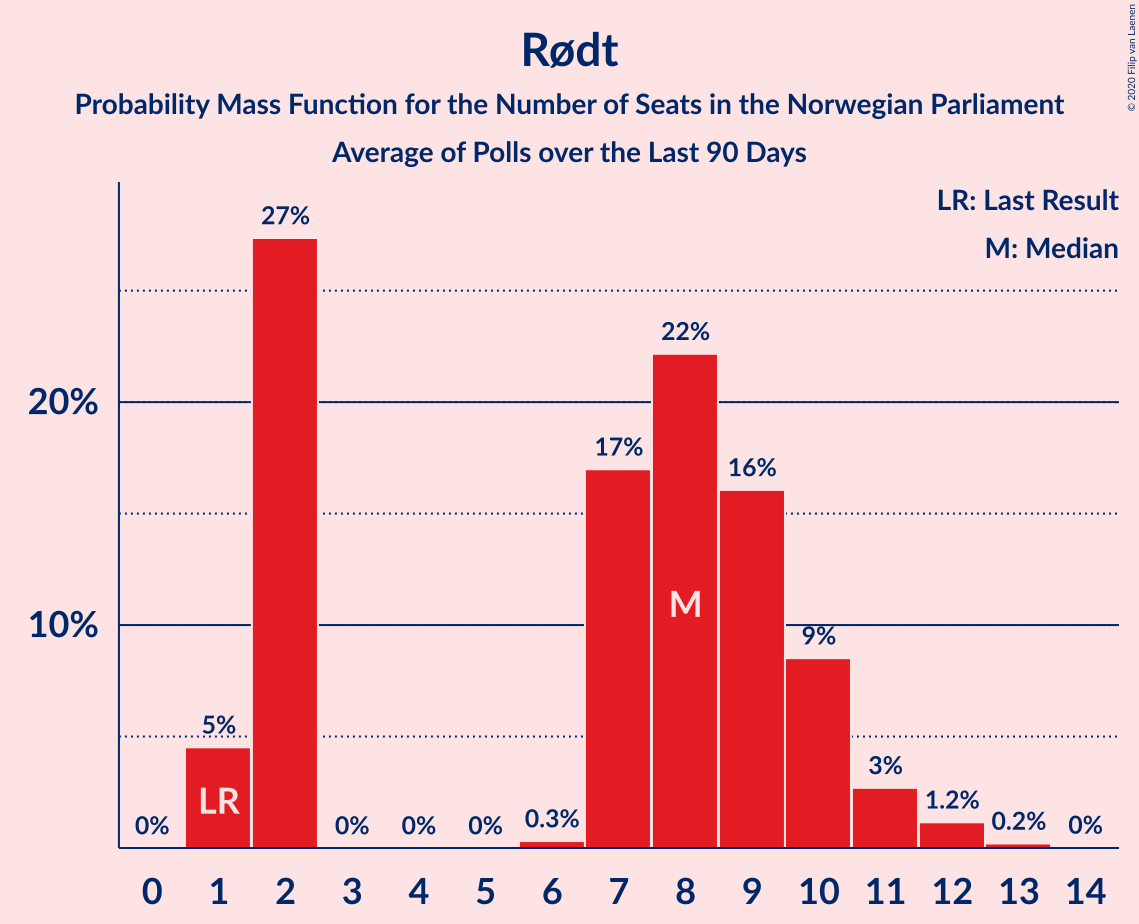 Rødt
Probability Mass Function for the Number of Seats in the Norwegian Parliament
Average of Polls over the Last 90 Days
© 2020 Filip van Laenen
LR: Last Result
M: Median
27%
22%
20%
17%
16%
M
10%
9%
5%
3%
LR
1.2%
0% 0% 0% 0% 0.3% 0.2% 0%
0 1 2 3 4 5 6 7 8 9 10 11 12 13 14